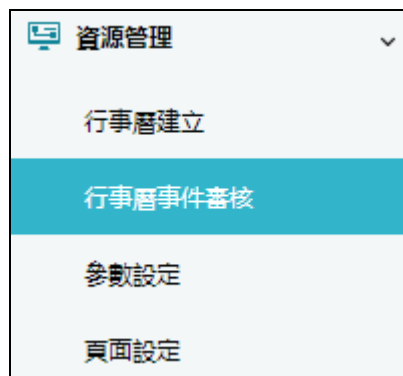 資源管理
行事曆建立
行事曆事件審核
參數設定
頁面設定